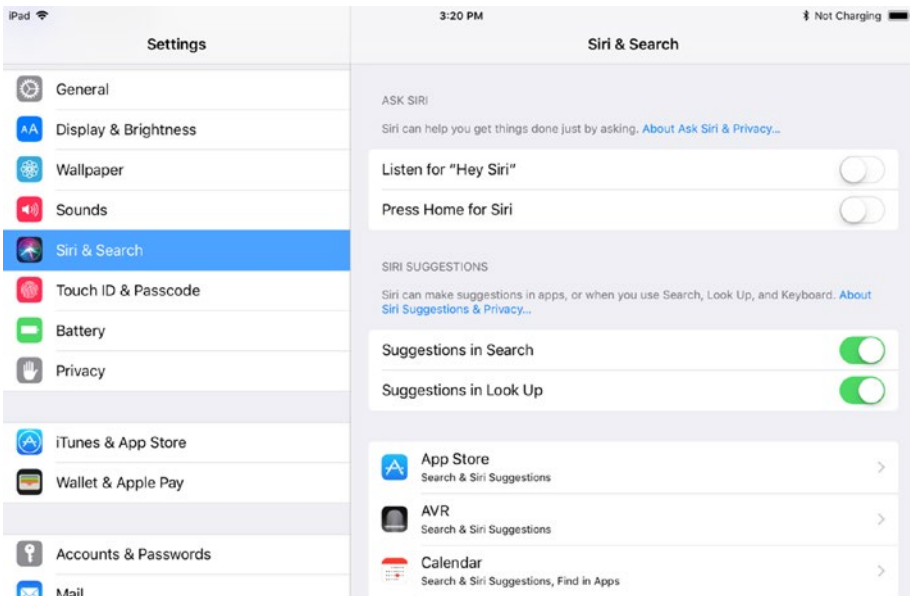 iPad
3:20 PM
Not Charging
Settings
Siri & Search
General
AA Display & Brightness
Wallpaper
Sounds
Siri & Search
Touch ID & Passcode
Battery
Privacy
iTunes & App Store
Wallet & Apple Pay
Accounts & Passwords
Mail
ASK SIRI
Siri can help you get things done just by asking. About Ask Siri & Privacy...
Listen for “Hey Siri”
Press Home for Siri
SIRI SUGGESTIONS
Siri can make suggestions in apps, or when you use Search, Look Up, and Keyboard. About
Siri Suggestions & Privacy...
Suggestions in Search
Suggestions in Look Up
App Store
Search & Siri Suggestions
AVR
Search & Siri Suggestions
Calendar
Search & Siri Suggestions, Find in Apps